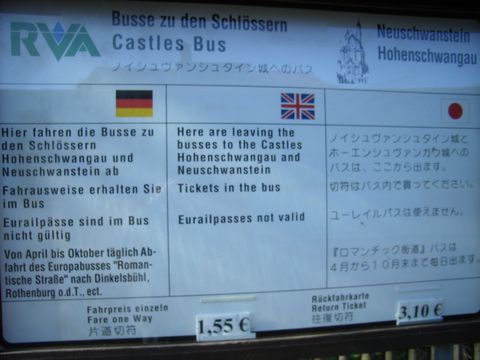 RVA
Busse zu den Schlössern
Castles Bus
ノイシュヴァンシュタイン城へのバス
Neuschwanstein
Hohenschwangau
Hier fahren die Busse zu
den Schlössern
Hohenschwangau und
Neuschwanstein ab
Fahrausweise erhalten Sie
im Bus
Eurailpässe sind im Bus
nicht gültig
Von April bis Oktober täglich Ab-
fahrt des Europabusses "Roman-
tische Straße" nach Dinkelsbühl,
Rothenburg o.d.T., ect.
Here are leaving the
busses to the Castles
Hohenschwangau and
Neuschwanstein
Tickets in the bus
Eurailpasses not valid
ノイシュヴァンシュタイン城と
ホーエンシュヴァンガウ城への
バスは、ここから出ます。
切符はバス内で買ってください。
ユーレイルバスは使えません。
『ロマンチック街道』バスは
4月から10月末まで毎日出ます。
Fahrpreis einzeln
Fare one Way
片道切符
1,55 €
Rückfahrkarte
Return Ticket
往復切符
3,10 €